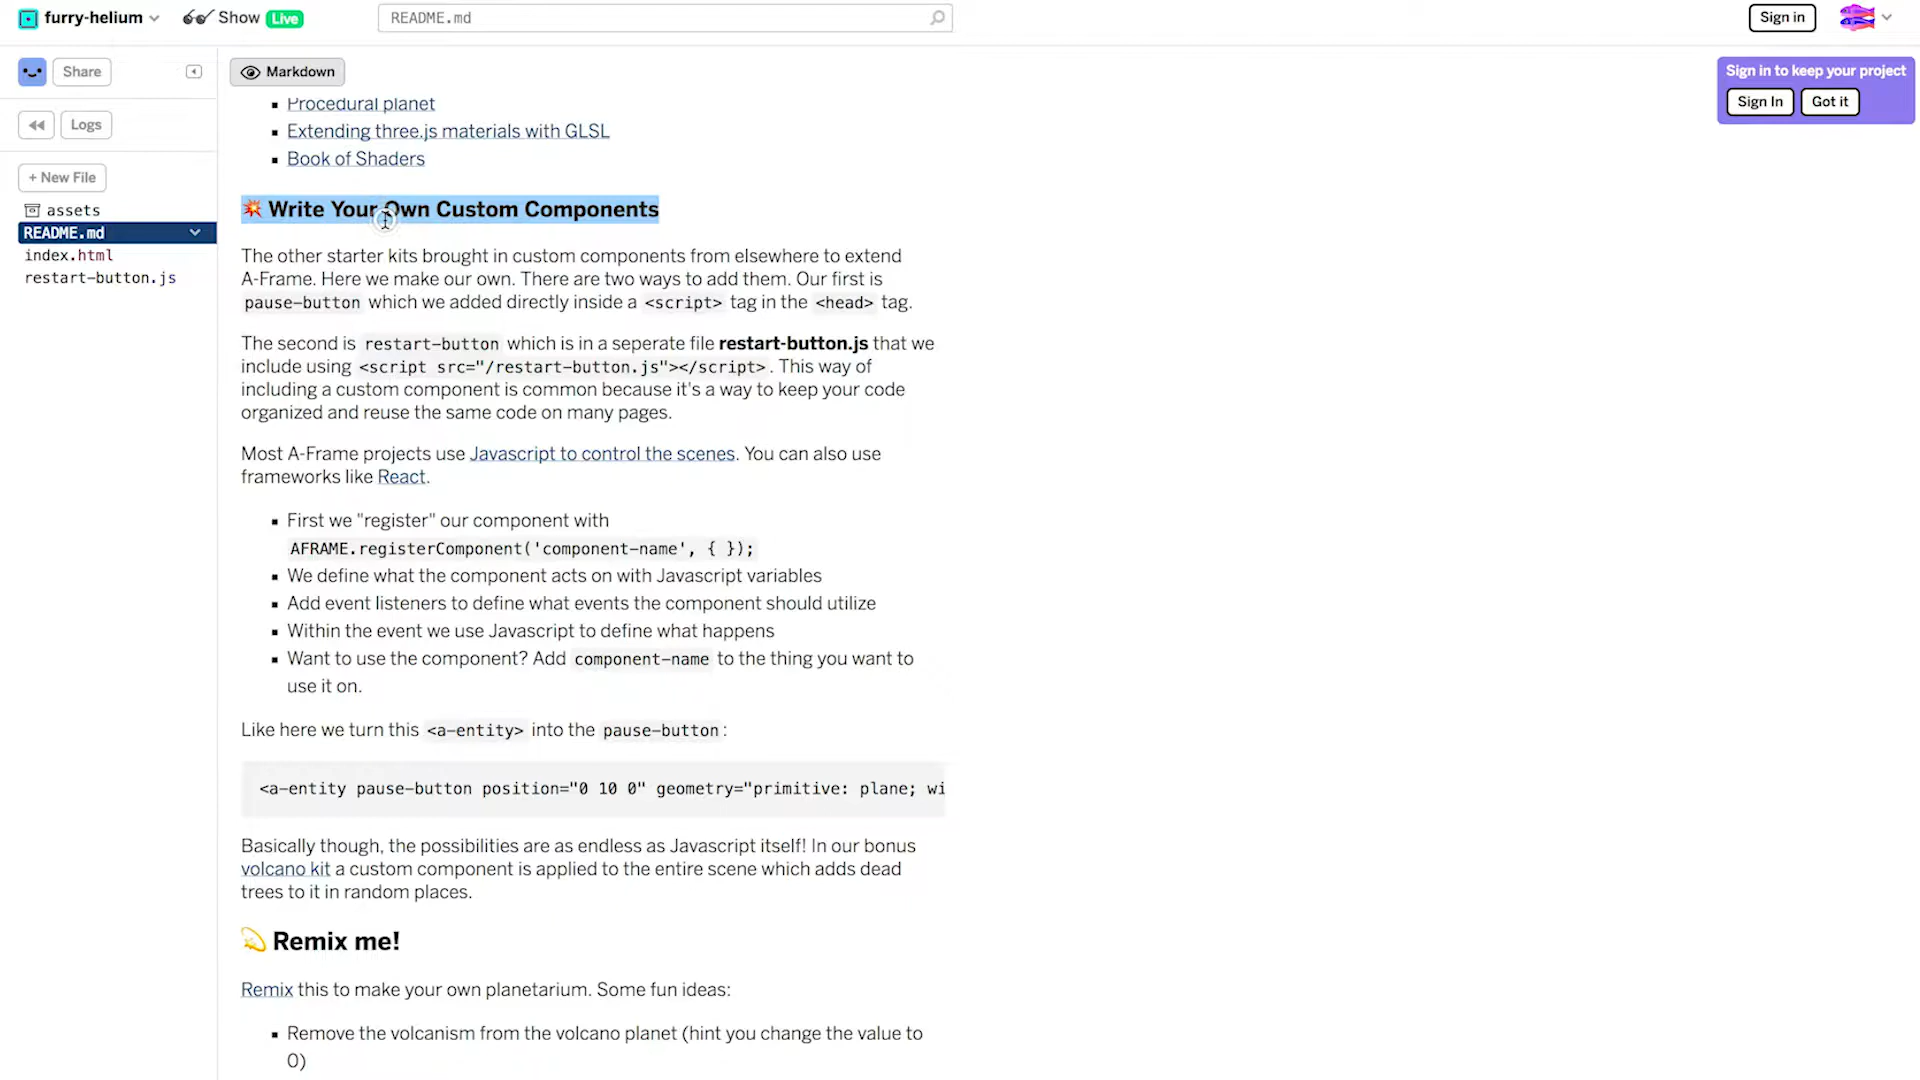 furry-helium
Show Live
README.md
Sign in
Share
Markdown
Sign in to keep your project
Sign In
Got it
Logs
+ New File
assets
README.md
index.html
restart-button.js
Procedural planet
Extending three.js materials with GLSL
Book of Shaders
💥 Write Your Own Custom Components
The other starter kits brought in custom components from elsewhere to extend
A-Frame. Here we make our own. There are two ways to add them. Our first is
pause-button which we added directly inside a <script> tag in the <head> tag.
The second is restart-button which is in a seperate file restart-button.js that we
include using <script src="/restart-button.js"></script>. This way of
including a custom component is common because it's a way to keep your code
organized and reuse the same code on many pages.
Most A-Frame projects use Javascript to control the scenes. You can also use
frameworks like React.
First we "register" our component with
AFRAME.registerComponent('component-name', { });
We define what the component acts on with Javascript variables
Add event listeners to define what events the component should utilize
Within the event we use Javascript to define what happens
Want to use the component? Add component-name to the thing you want to
use it on.
Like here we turn this <a-entity> into the pause-button:
<a-entity pause-button position="0 10 0" geometry="primitive: plane; wi
Basically though, the possibilities are as endless as Javascript itself! In our bonus
volcano kit a custom component is applied to the entire scene which adds dead
trees to it in random places.
💫 Remix me!
Remix this to make your own planetarium. Some fun ideas:
Remove the volcanism from the volcano planet (hint you change the value to
0)